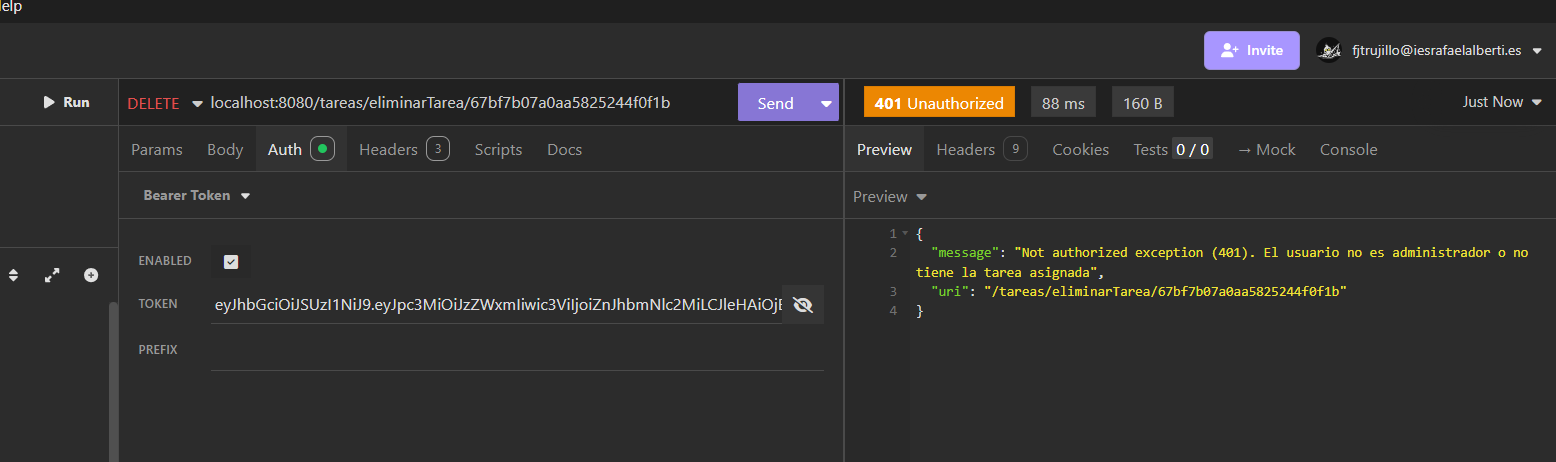 Help
Invite
fjtrujillo@iesrafaelalberti.es
Run
DELETE localhost:8080/tareas/eliminarTarea/67bf7b07a0aa5825244f0f1b Send
401 Unauthorized 88 ms 160 B Just Now
Params Body Auth Headers 3 Scripts Docs
Preview Headers 9 Cookies Tests 0 / 0 → Mock Console
Bearer Token
Preview
ENABLED
TOKEN eyJhbGciOiJSUzI1NiJ9.eyJpc3MiOiJzZWxmIiwic3ViIjoiZnJhbmNlc2MiLCJleHAiOjE
PREFIX
1 {
2 "message": "Not authorized exception (401). El usuario no es administrador o no
tiene la tarea asignada",
3 "uri": "/tareas/eliminarTarea/67bf7b07a0aa5825244f0f1b"
4 }